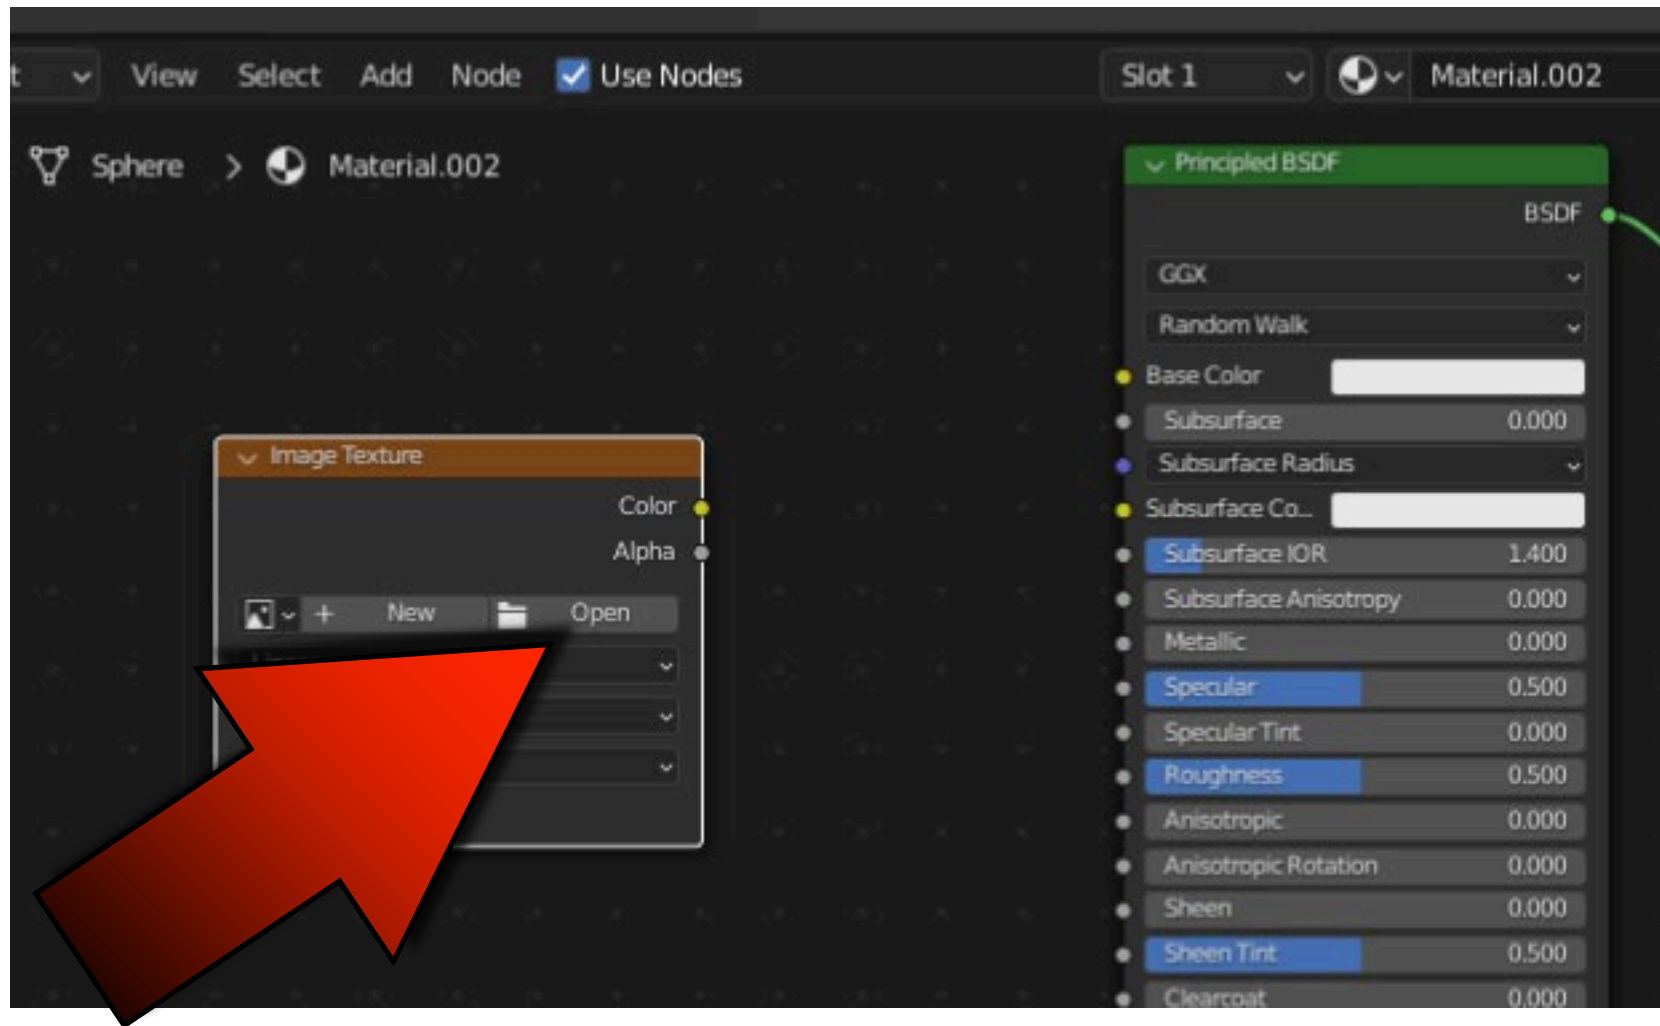 t View Select Add Node Use Nodes Slot 1 Material.002
Sphere > Material.002
Image Texture
Color
Alpha
+ New Open
Principled BSDF
BSDF
GGX
Random Walk
Base Color
Subsurface 0.000
Subsurface Radius
Subsurface Co...
Subsurface IOR 1.400
Subsurface Anisotropy 0.000
Metallic 0.000
Specular 0.500
Specular Tint 0.000
Roughness 0.500
Anisotropic 0.000
Anisotropic Rotation 0.000
Sheen 0.000
Sheen Tint 0.500
Clearcoat 0.000